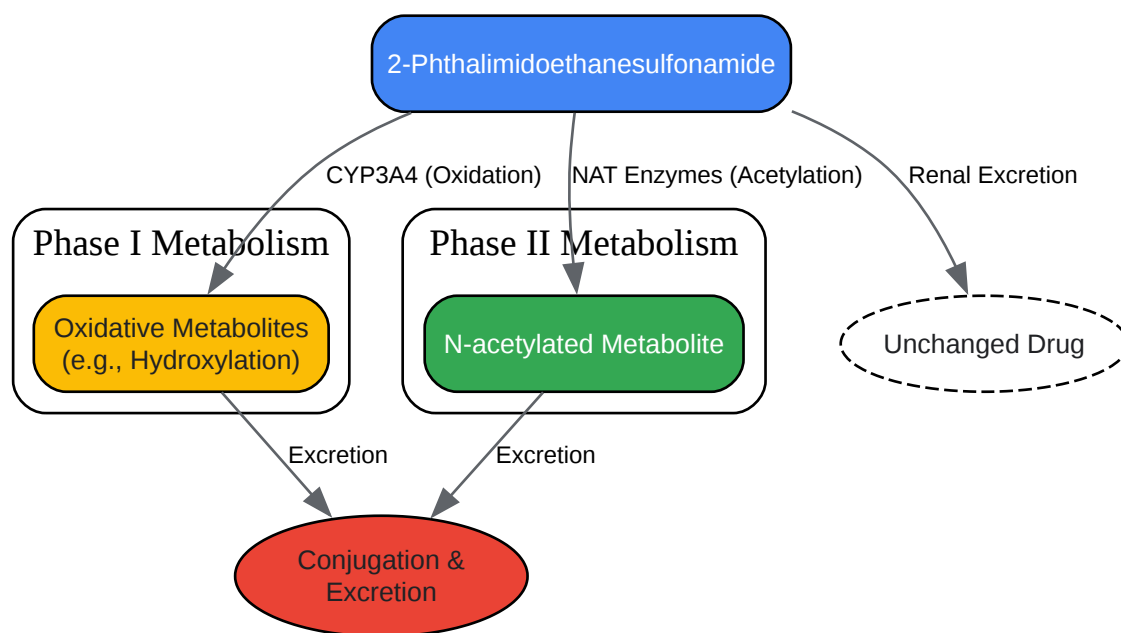 2-Phthalimidoethanesulfonamide
CYP3A4 (Oxidation)
NAT Enzymes (Acetylation)
Renal Excretion
Phase I Metabolism
Phase II Metabolism
Oxidative Metabolites
(e.g., Hydroxylation)
N-acetylated Metabolite
Unchanged Drug
Excretion
Excretion
Conjugation &
Excretion